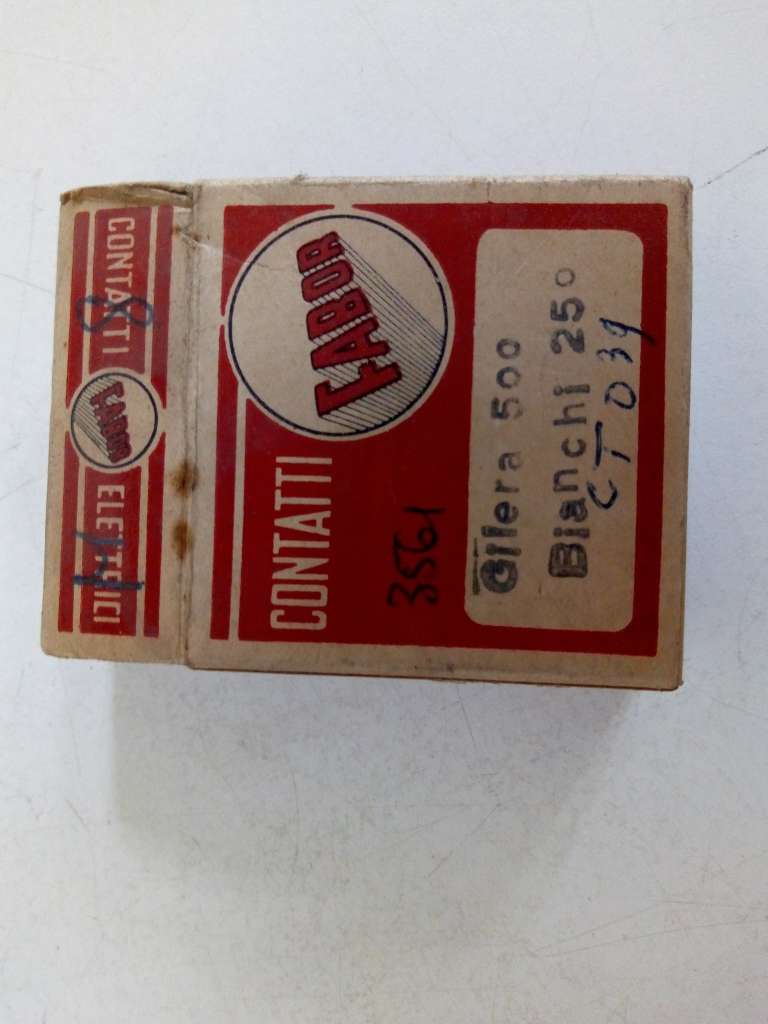 FABOR
CONTATTI
3561
Gilera 500
Bianchi 250
CT 039
CONTATTI FABOR ELETTRICI
8